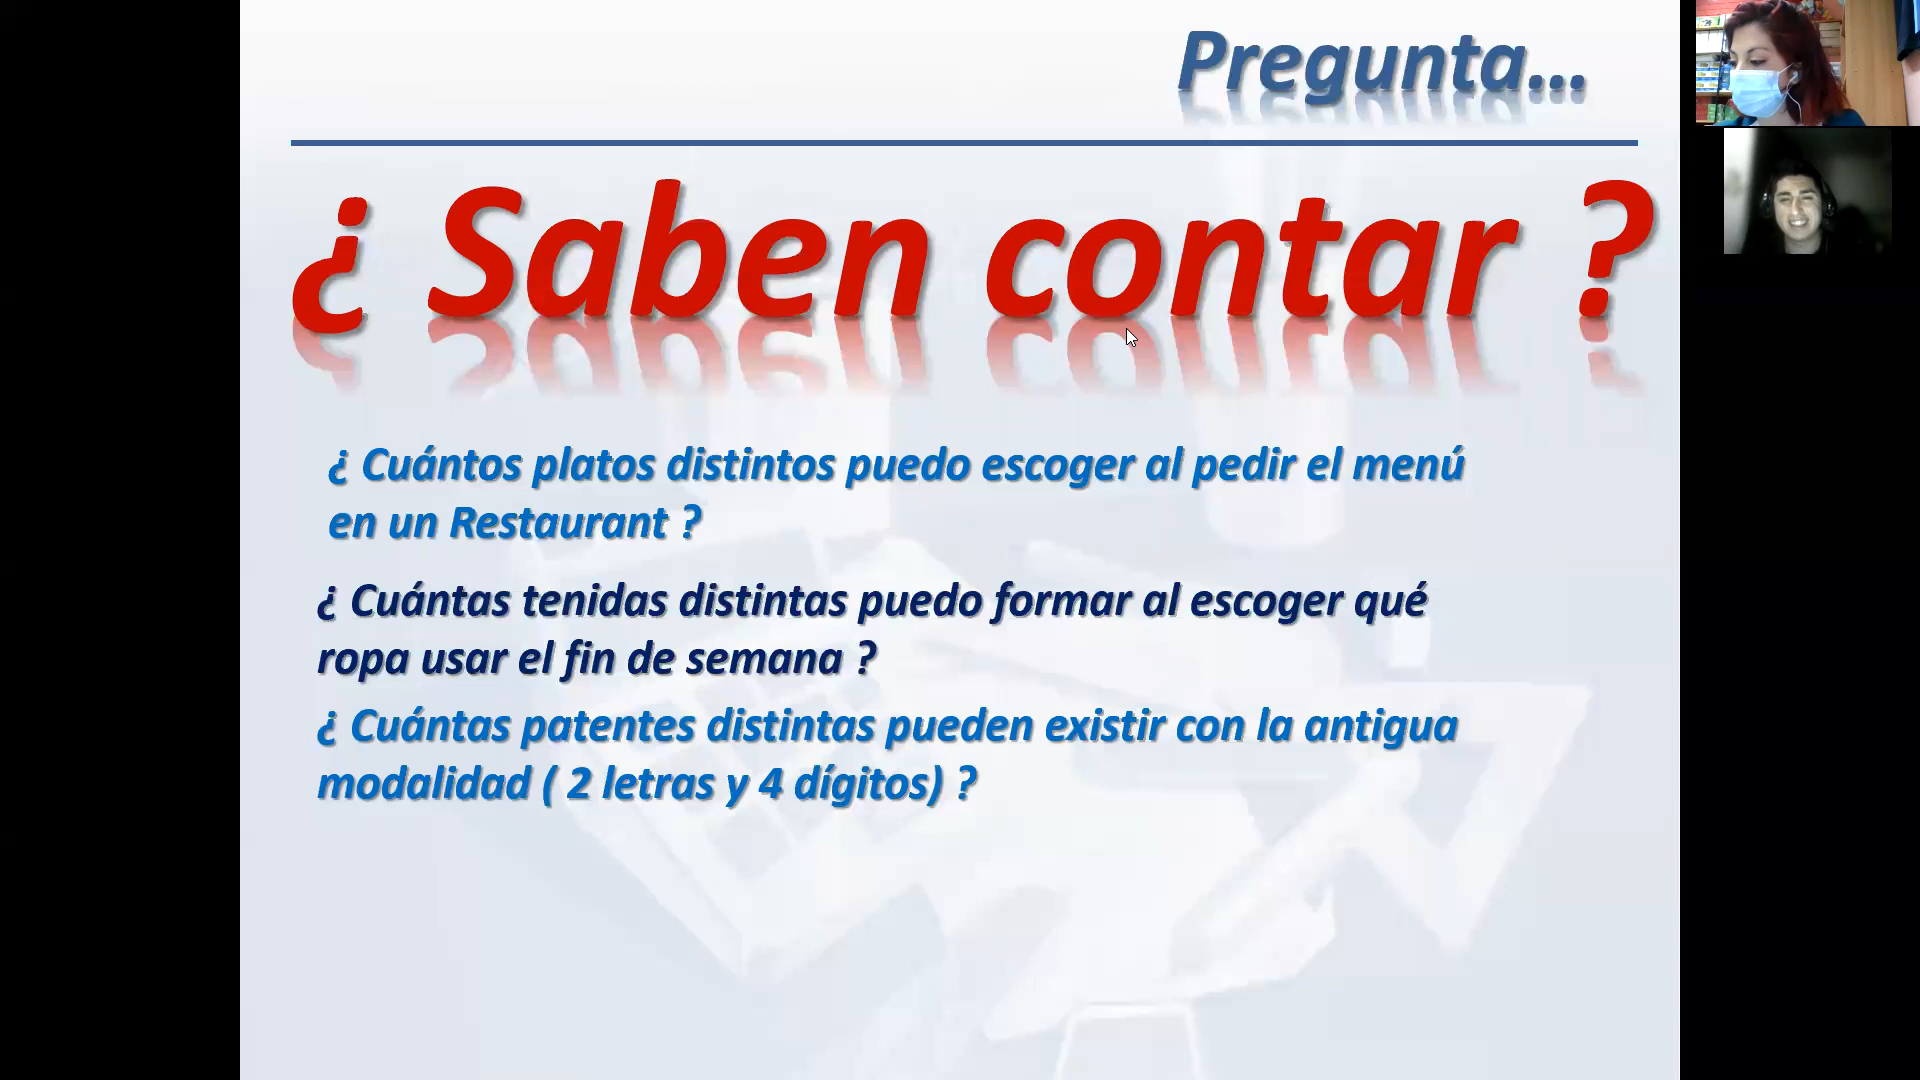 Pregunta...
¿ Saben contar ?
¿ Cuántos platos distintos puedo escoger al pedir el menú
en un Restaurant ?
¿ Cuántas tenidas distintas puedo formar al escoger qué
ropa usar el fin de semana ?
¿ Cuántas patentes distintas pueden existir con la antigua
modalidad ( 2 letras y 4 dígitos) ?